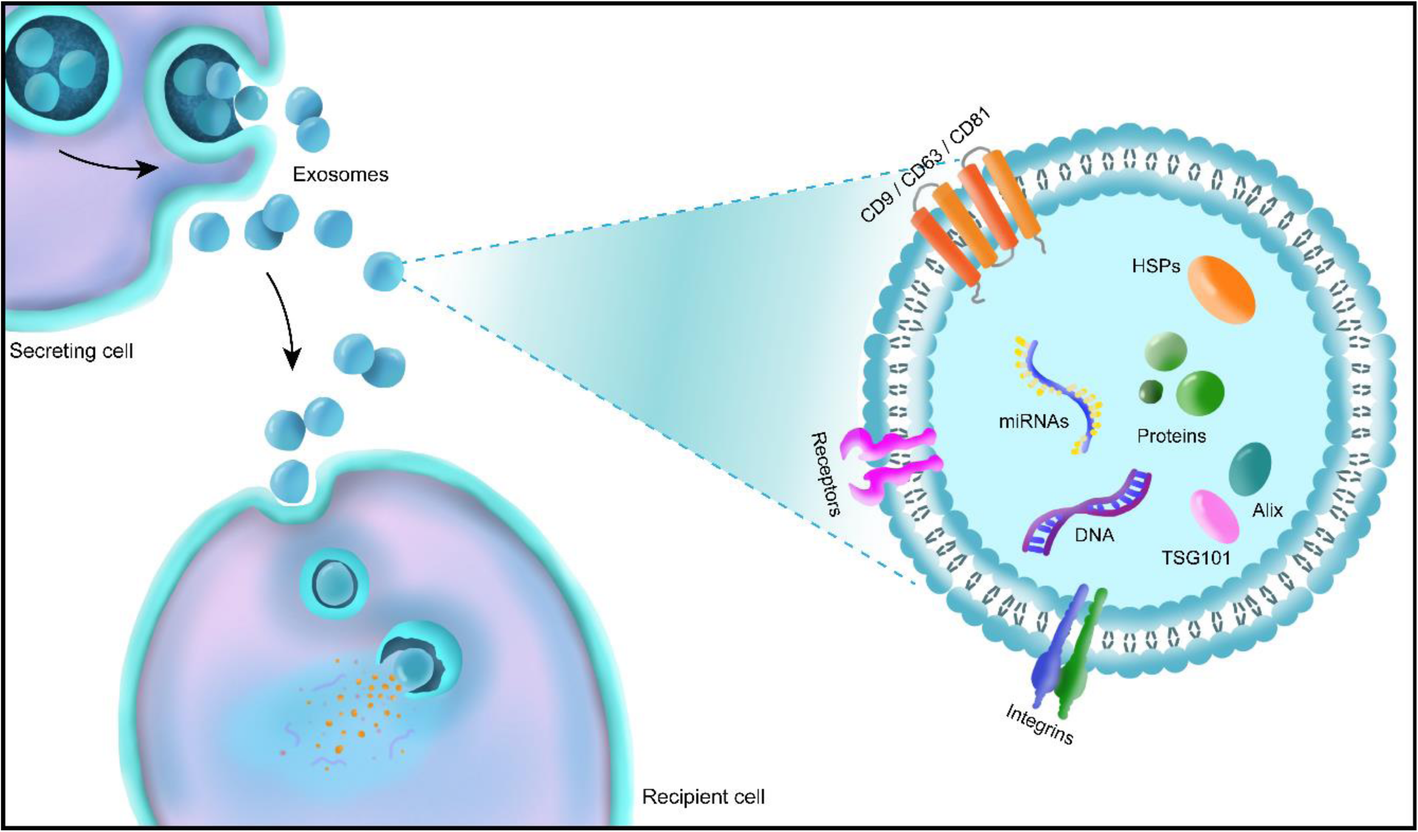 Exosomes
Secreting cell
CD9 / CD63 / CD81
HSPs
miRNAs
Proteins
Receptors
Alix
DNA
TSG101
Integrins
Recipient cell